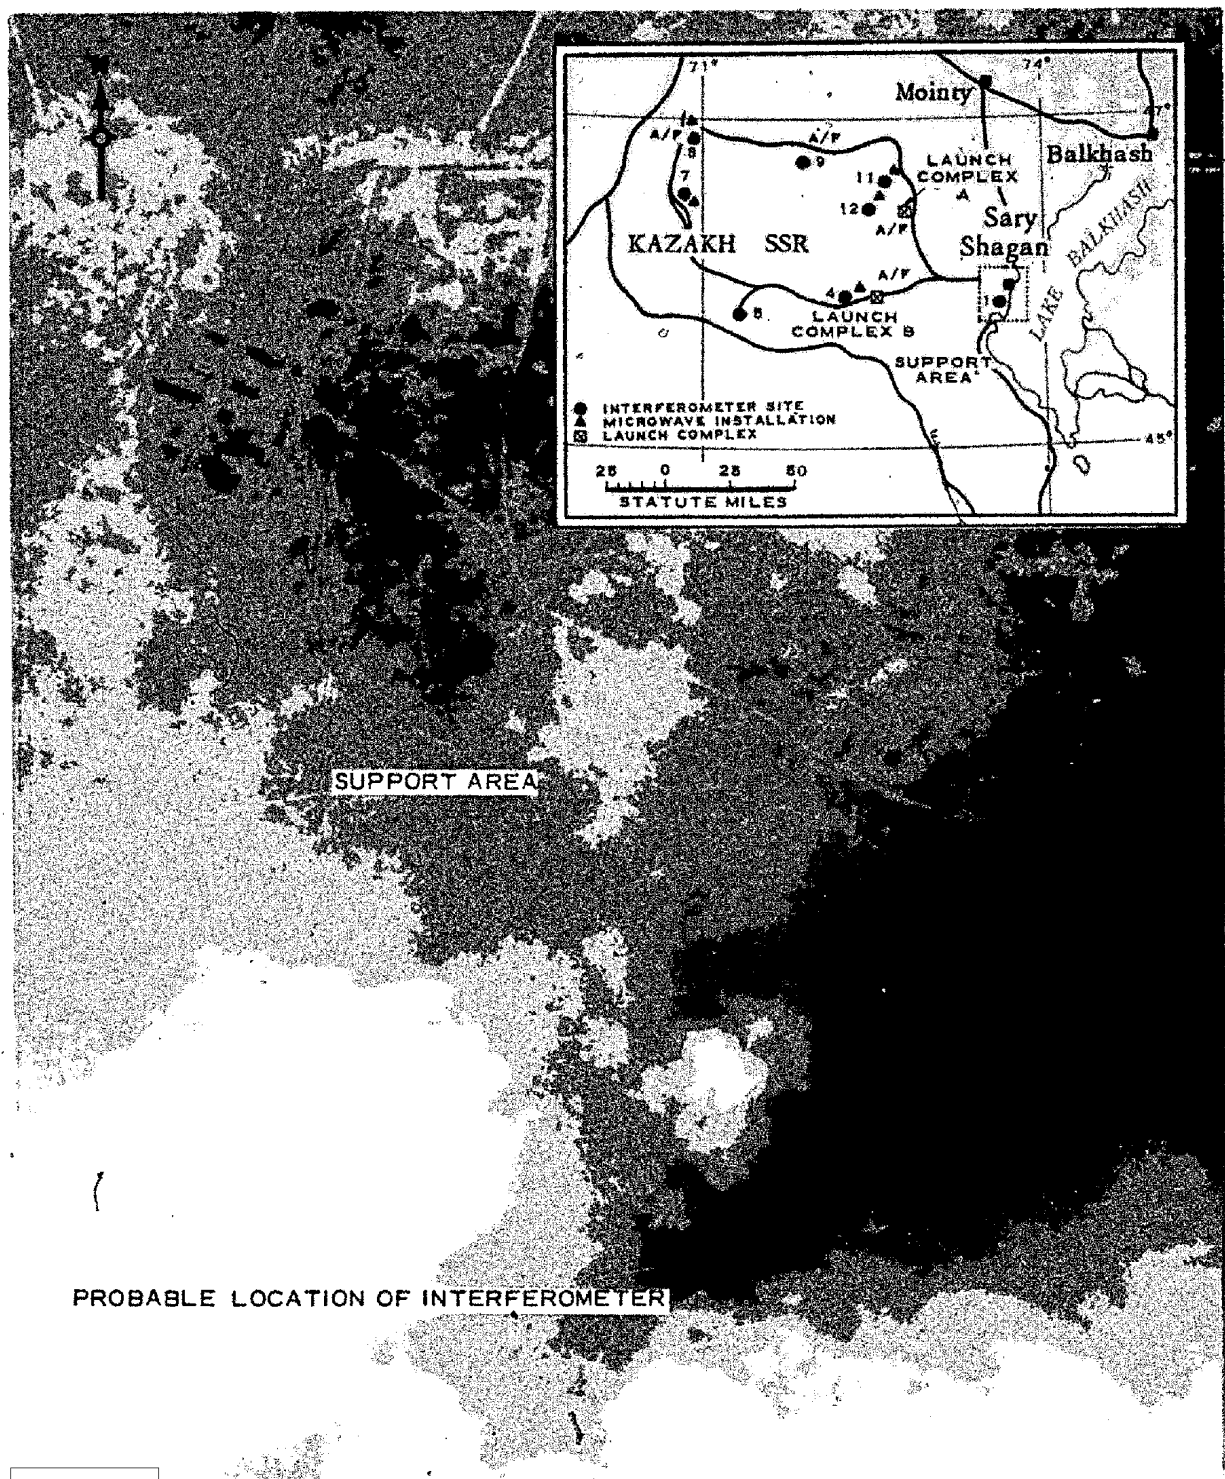 N
71°
74°
Mointy
47°
A/F
8
A/F
9
Balkhash
LAUNCH
COMPLEX
A
11
7
12
A/F
Sary
Shagan
KAZAKH SSR
LAKE BALKHASH
A/F
4
1
5
LAUNCH
COMPLEX B
SUPPORT
AREA
INTERFEROMETER SITE
MICROWAVE INSTALLATION
LAUNCH COMPLEX
45°
25 0 25 50
STATUTE MILES
SUPPORT AREA
PROBABLE LOCATION OF INTERFEROMETER